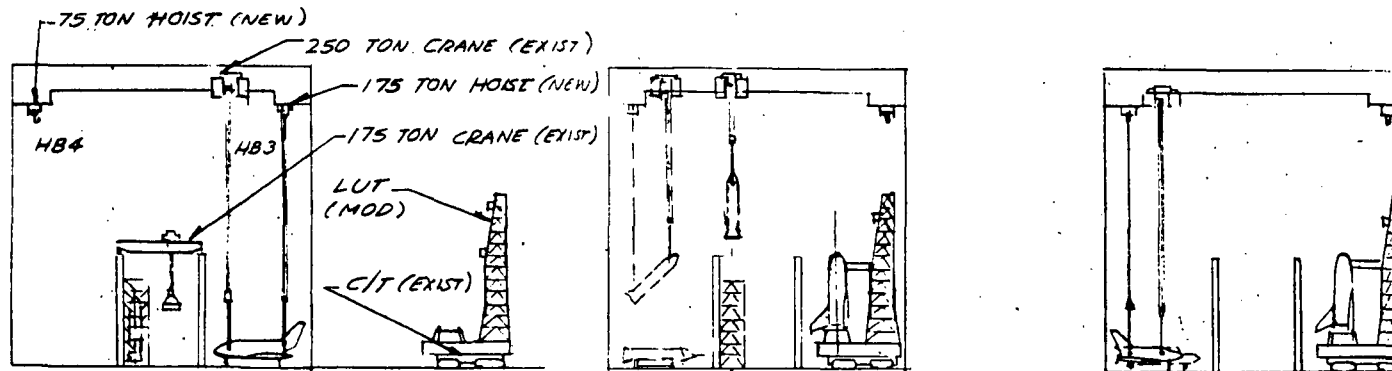 75 TON HOIST (NEW)
250 TON CRANE (EXIST)
175 TON HOIST (NEW)
HB4
HB3
175 TON CRANE (EXIST)
LUT
(MOD)
C/T (EXIST)